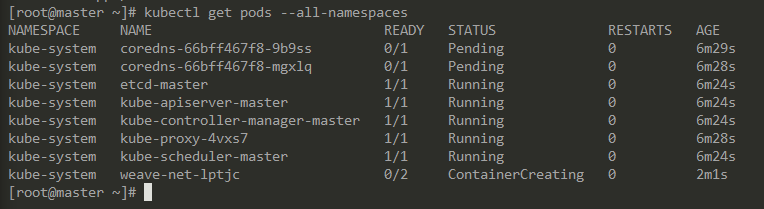 [root@master ~]# kubectl get pods --all-namespaces
NAMESPACE     NAME                             READY   STATUS              RESTARTS   AGE
kube-system   coredns-66bff467f8-9b9ss         0/1     Pending             0          6m29s
kube-system   coredns-66bff467f8-mgxlq         0/1     Pending             0          6m28s
kube-system   etcd-master                      1/1     Running             0          6m24s
kube-system   kube-apiserver-master            1/1     Running             0          6m24s
kube-system   kube-controller-manager-master   1/1     Running             0          6m24s
kube-system   kube-proxy-4vxs7                 1/1     Running             0          6m28s
kube-system   kube-scheduler-master            1/1     Running             0          6m24s
kube-system   weave-net-lptjc                  0/2     ContainerCreating   0          2m1s
[root@master ~]#